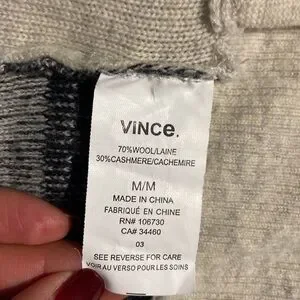 VINCe.
70%WOOL/LAINE
30%CASHMERE/CACHEMIRE
M/M
MADE IN CHINA
FABRIQUÉ EN CHINE
RN# 106730
CA# 34460
03
SEE REVERSE FOR CARE
VOIR AU VERSO POUR LES SOINS